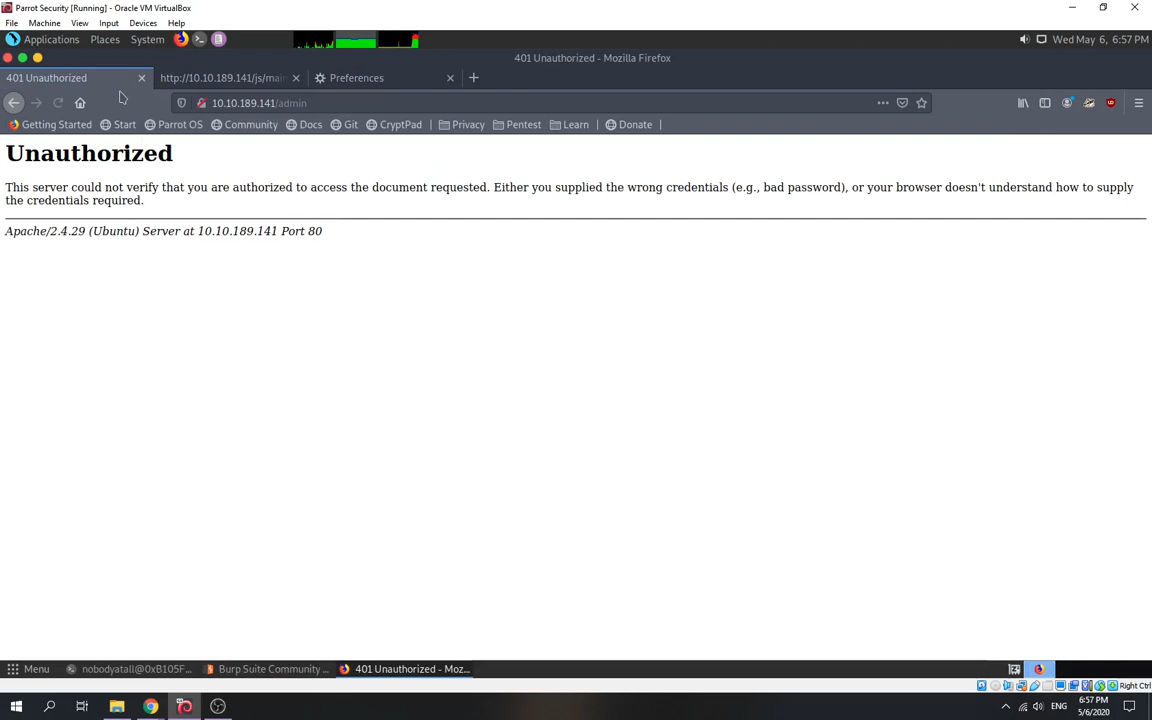 Parrot Security [Running] - Oracle VM VirtualBox
File Machine View Input Devices Help
Applications Places System Wed May 6, 6:57 PM
401 Unauthorized - Mozilla Firefox
401 Unauthorized http://10.10.189.141/js/main Preferences
10.10.189.141/admin
Getting Started Start Parrot OS Community Docs Git CryptPad Privacy Pentest Learn Donate
Unauthorized
This server could not verify that you are authorized to access the document requested. Either you supplied the wrong credentials (e.g., bad password), or your browser doesn't understand how to supply
the credentials required.
Apache/2.4.29 (Ubuntu) Server at 10.10.189.141 Port 80
Menu nobodyatall@0xB105F... Burp Suite Community ... 401 Unauthorized - Moz...
Right Ctrl
ENG 6:57 PM
5/6/2020